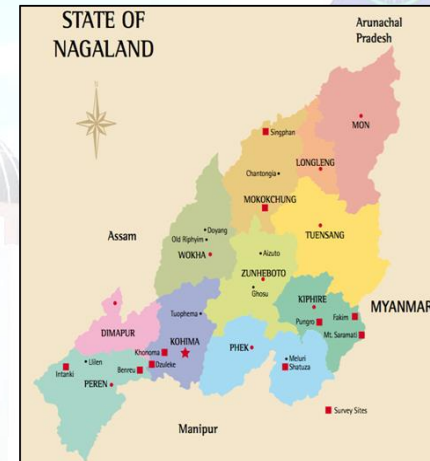 STATE OF
NAGALAND
Arunachal
Pradesh
MON
Singphan
LONGLENG
Chantongia
MOKOKCHUNG
TUENSANG
Assam
Doyang
Old Riphyim
WOKHA
Aizuto
ZUNHEBOTO
Ghosu
KIPHIRE
MYANMAR
Fakim
Pungro
Mt. Saramati
Tuophema
DIMAPUR
KOHIMA
PHEK
Khonoma
Dzuleke
Benreu
Meluri
Shatuza
Llilen
Intanki
PEREN
Survey Sites
Manipur